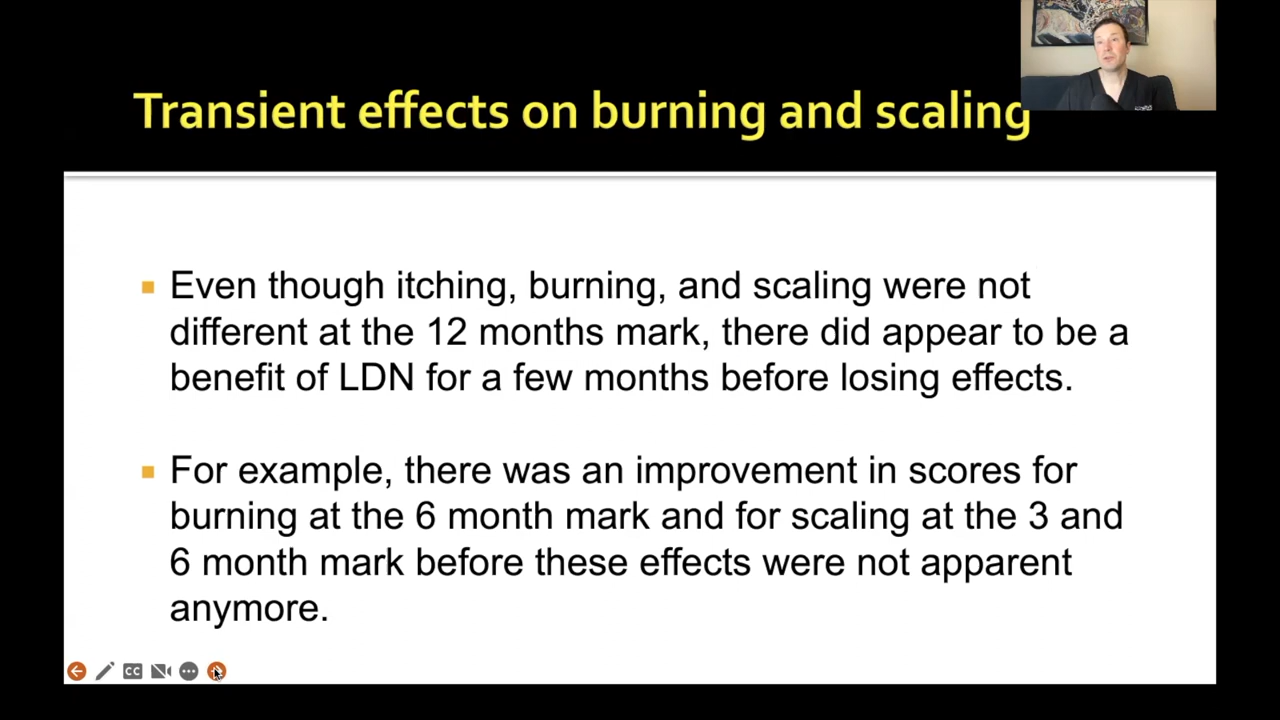 Transient effects on burning and scaling
Even though itching, burning, and scaling were not
different at the 12 months mark, there did appear to be a
benefit of LDN for a few months before losing effects.
For example, there was an improvement in scores for
burning at the 6 month mark and for scaling at the 3 and
6 month mark before these effects were not apparent
anymore.
CC